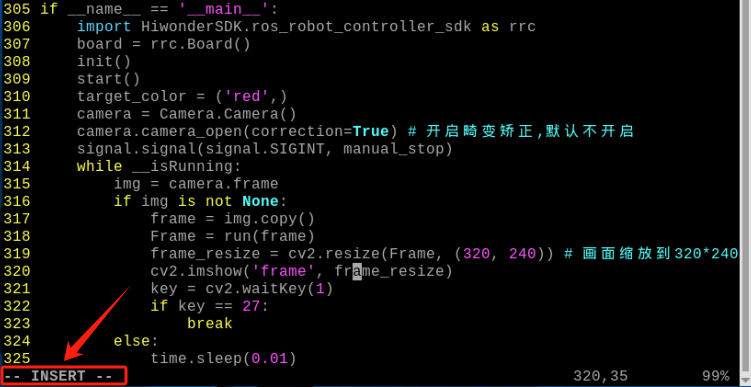 305 if __name__ == '__main__':
306     import HiwonderSDK.ros_robot_controller_sdk as rrc
307     board = rrc.Board()
308     init()
309     start()
310     target_color = ('red',)
311     camera = Camera.Camera()
312     camera.camera_open(correction=True) # 开启畸变矫正,默认不开启
313     signal.signal(signal.SIGINT, manual_stop)
314     while __isRunning:
315         img = camera.frame
316         if img is not None:
317             frame = img.copy()
318             Frame = run(frame)
319             frame_resize = cv2.resize(Frame, (320, 240)) # 画面缩放到320*240
320             cv2.imshow('frame', frame_resize)
321             key = cv2.waitKey(1)
322             if key == 27:
323                 break
324         else:
325             time.sleep(0.01)
-- INSERT -- 320,35 99%